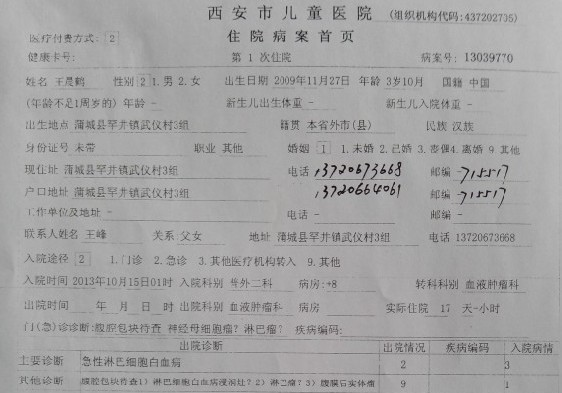 西安市儿童医院 (组织机构代码:437202735)
医疗付费方式: 2 住院病案首页
健康卡号: 第 1 次住院 病案号: 13039770
姓名 王晨鹤 性别 2 1.男 2.女 出生日期 2009年11月27日 年龄 3岁10月 国籍 中国
(年龄不足1周岁的) 年龄 - 新生儿出生体重 - 新生儿入院体重 -
出生地点 蒲城县罕井镇武仪村3组 籍贯 本省外市(县) 民族 汉族
身份证号 未带 职业 其他 婚姻 1 1.未婚 2.已婚 3.丧偶4.离婚 9.其他
现住址 蒲城县罕井镇武仪村3组 电话 13720673668 邮编 -715517
户口地址 蒲城县罕井镇武仪村3组 13720664061 邮编 -715517
工作单位及地址 - 电话 - 邮编 -
联系人姓名 王峰 关系 父女 地址 蒲城县罕井镇武仪村3组 电话 13720673668
入院途径 2 1.门诊 2.急诊 3.其他医疗机构转入 9.其他
入院时间 2013年10月15日01时 入院科别 普外二科 病房:+8 转科科别 血液肿瘤科
出院时间 年 月 日 时 出院科别 血液肿瘤科 病房 实际住院 17 天-小时
门(急)诊诊断:腹腔包块待查 神经母细胞瘤? 淋巴瘤? 疾病编码:
出院诊断 出院情况 疾病编码 入院病情
主要诊断 急性淋巴细胞白血病 2 3
其他诊断 腹腔包块待查1) 淋巴细胞白血病浸润灶? 2) 淋巴瘤? 3) 腹膜后实体瘤 9 1